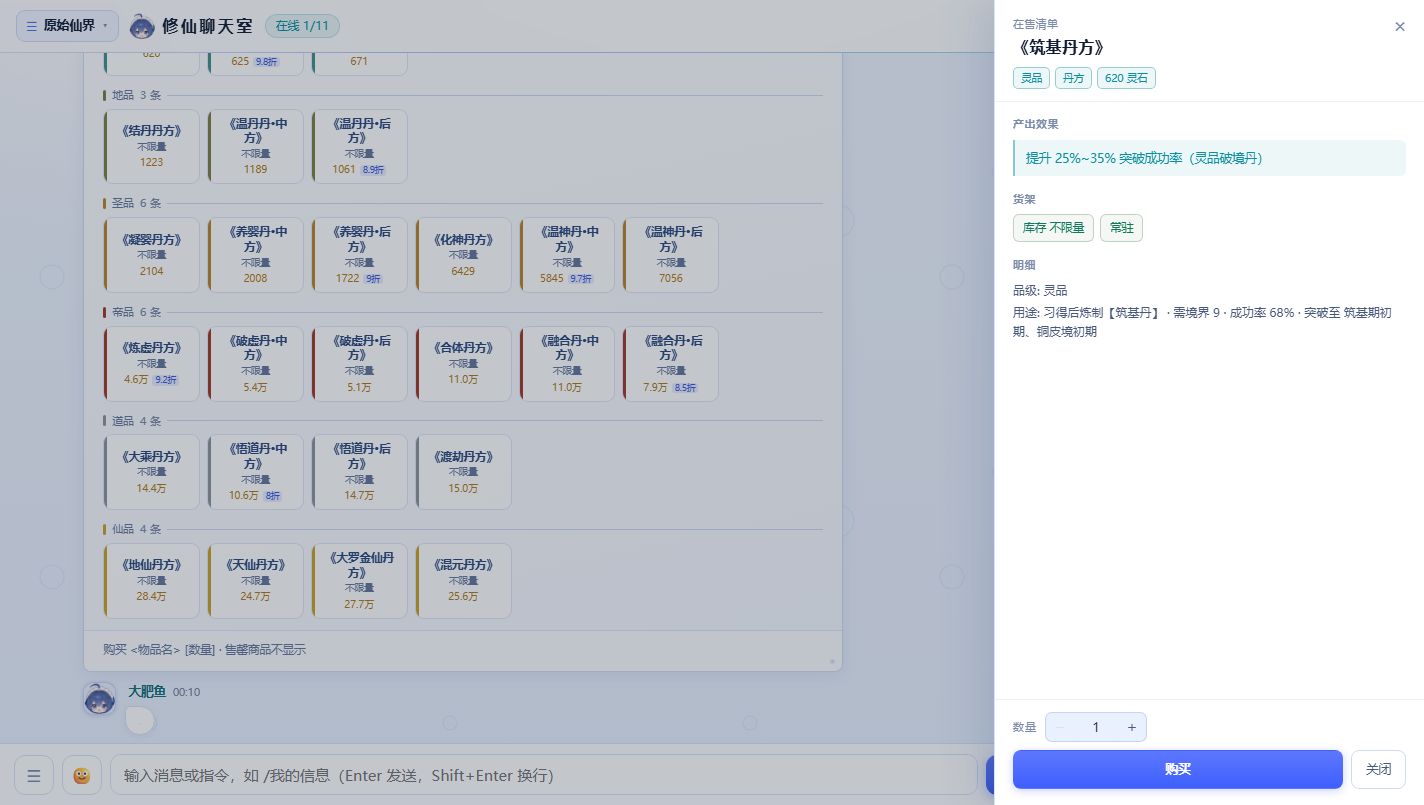 原始仙界
修仙聊天室
在线 1/11
620
625 9.8折
671
地品 3 条
《结丹丹方》
不限量
1223
《温丹丹•中方》
不限量
1189
《温丹丹•后方》
不限量
1061 8.9折
圣品 6 条
《凝婴丹方》
不限量
2104
《养婴丹•中方》
不限量
2008
《养婴丹•后方》
不限量
1722 9折
《化神丹方》
不限量
6429
《温神丹•中方》
不限量
5845 9.7折
《温神丹•后方》
不限量
7056
帝品 6 条
《炼虚丹方》
不限量
4.6万 9.2折
《破虚丹•中方》
不限量
5.4万
《破虚丹•后方》
不限量
5.1万
《合体丹方》
不限量
11.0万
《融合丹•中方》
不限量
11.0万
《融合丹•后方》
不限量
7.9万 8.5折
道品 4 条
《大乘丹方》
不限量
14.4万
《悟道丹•中方》
不限量
10.6万 8折
《悟道丹•后方》
不限量
14.7万
《渡劫丹方》
不限量
15.0万
仙品 4 条
《地仙丹方》
不限量
28.4万
《天仙丹方》
不限量
24.7万
《大罗金仙丹方》
不限量
27.7万
《混元丹方》
不限量
25.6万
购买 <物品名> [数量] · 售罄商品不显示
大肥鱼 00:10
输入消息或指令，如 /我的信息（Enter 发送，Shift+Enter 换行）
在售清单
《筑基丹方》
灵品 丹方 620 灵石
产出效果
提升 25%~35% 突破成功率（灵品破境丹）
货架
库存 不限量 常驻
明细
品级: 灵品
用途: 习得后炼制【筑基丹】 · 需境界 9 · 成功率 68% · 突破至 筑基期初
期、铜皮境初期
数量 − 1 +
购买 关闭